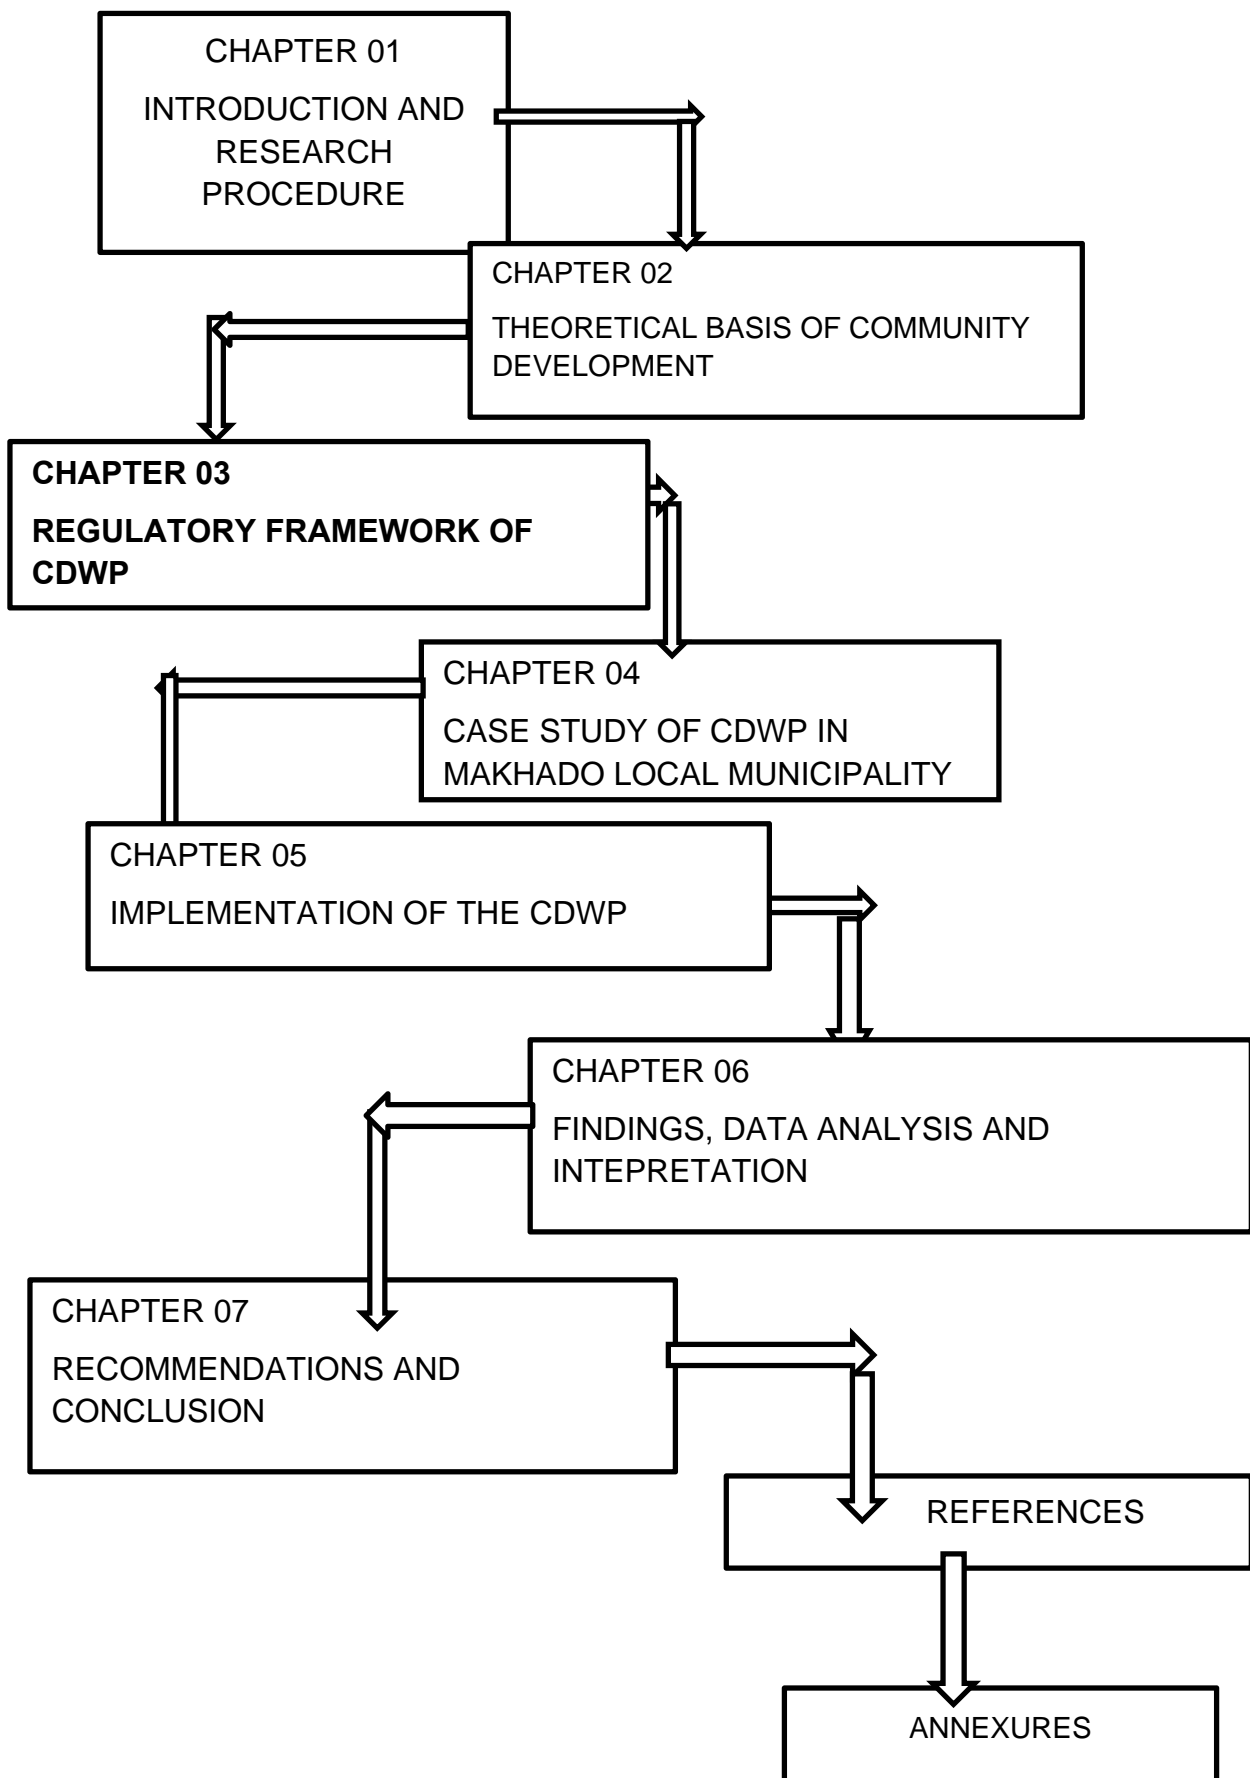 CHAPTER 01
INTRODUCTION AND
RESEARCH
PROCEDURE
CHAPTER 02
THEORETICAL BASIS OF COMMUNITY
DEVELOPMENT
CHAPTER 03
REGULATORY FRAMEWORK OF
CDWP
CHAPTER 04
CASE STUDY OF CDWP IN
MAKHADO LOCAL MUNICIPALITY
CHAPTER 05
IMPLEMENTATION OF THE CDWP
CHAPTER 06
FINDINGS, DATA ANALYSIS AND
INTEPRETATION
CHAPTER 07
RECOMMENDATIONS AND
CONCLUSION
REFERENCES
ANNEXURES